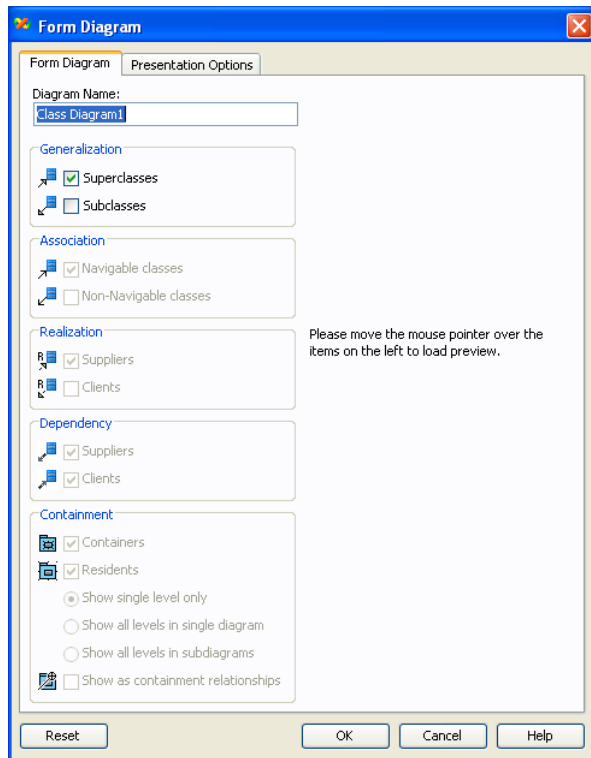 Form Diagram
Form Diagram
Presentation Options
Diagram Name:
Class Diagram1
Generalization
Superclasses
Subclasses
Association
Navigable classes
Non-Navigable classes
Realization
R
Suppliers
R
Clients
Please move the mouse pointer over the
items on the left to load preview.
Dependency
Suppliers
Clients
Containment
Containers
Residents
Show single level only
Show all levels in single diagram
Show all levels in subdiagrams
Show as containment relationships
Reset
OK
Cancel
Help